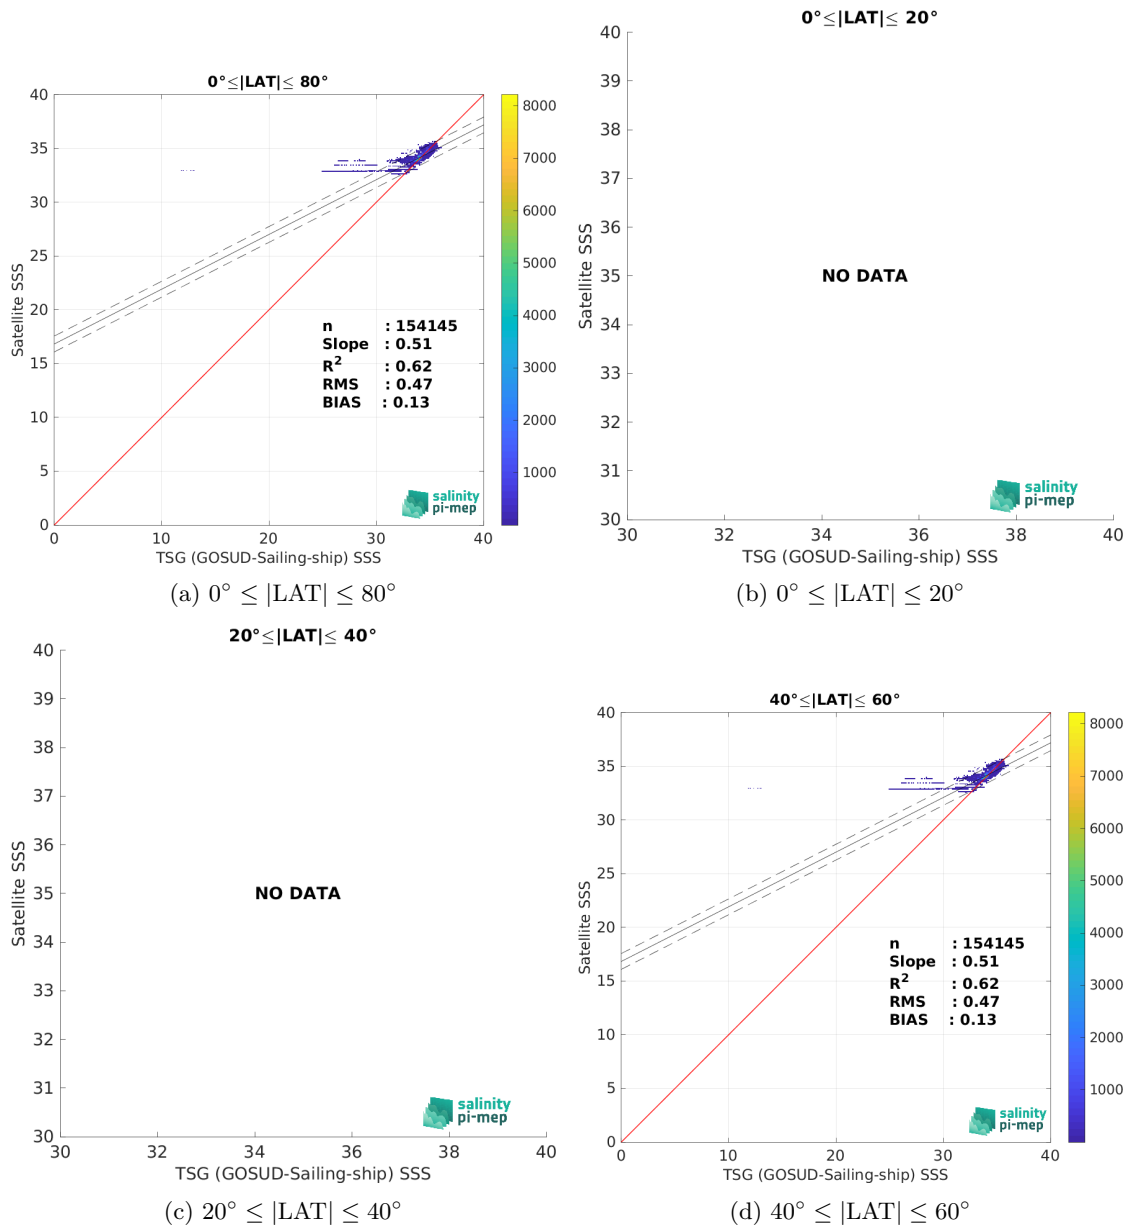 0°≤|LAT|≤ 80°
40
35
30
25
20
15
10
5
0
0
10
20
30
40
Satellite SSS
TSG (GOSUD-Sailing-ship) SSS
n : 154145
Slope : 0.51
R² : 0.62
RMS : 0.47
BIAS : 0.13
salinity
pi-mep
8000
7000
6000
5000
4000
3000
2000
1000
(a) 0° ≤ |LAT| ≤ 80°
0°≤|LAT|≤ 20°
40
39
38
37
36
35
34
33
32
31
30
30
32
34
36
38
40
Satellite SSS
NO DATA
salinity
pi-mep
TSG (GOSUD-Sailing-ship) SSS
(b) 0° ≤ |LAT| ≤ 20°
20°≤|LAT|≤ 40°
40
39
38
37
36
35
34
33
32
31
30
30
32
34
36
38
40
Satellite SSS
NO DATA
salinity
pi-mep
TSG (GOSUD-Sailing-ship) SSS
(c) 20° ≤ |LAT| ≤ 40°
40°≤|LAT|≤ 60°
40
35
30
25
20
15
10
5
0
0
10
20
30
40
Satellite SSS
TSG (GOSUD-Sailing-ship) SSS
n : 154145
Slope : 0.51
R² : 0.62
RMS : 0.47
BIAS : 0.13
salinity
pi-mep
8000
7000
6000
5000
4000
3000
2000
1000
(d) 40° ≤ |LAT| ≤ 60°